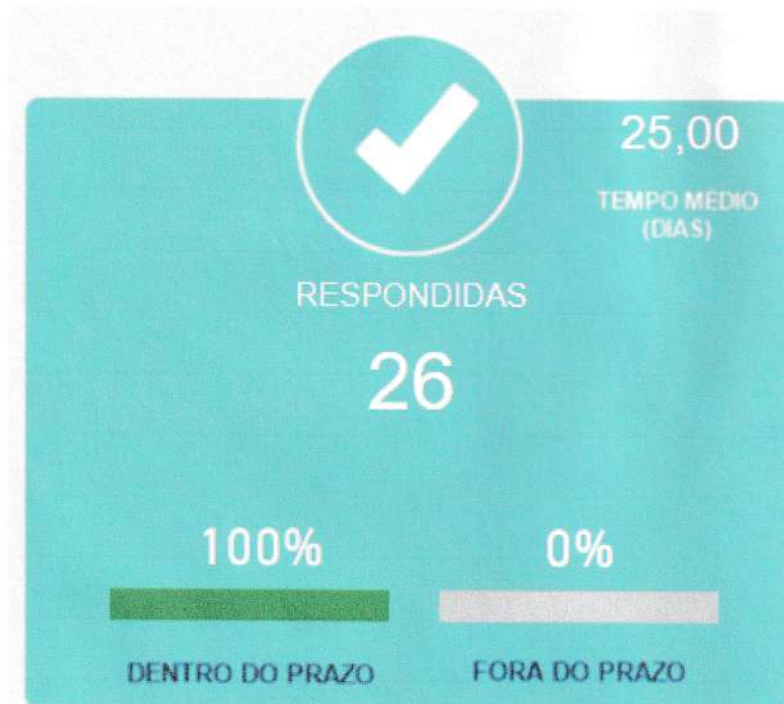 25,00
TEMPO MÉDIO
(DIAS)
RESPONDIDAS
26
100%
0%
DENTRO DO PRAZO
FORA DO PRAZO